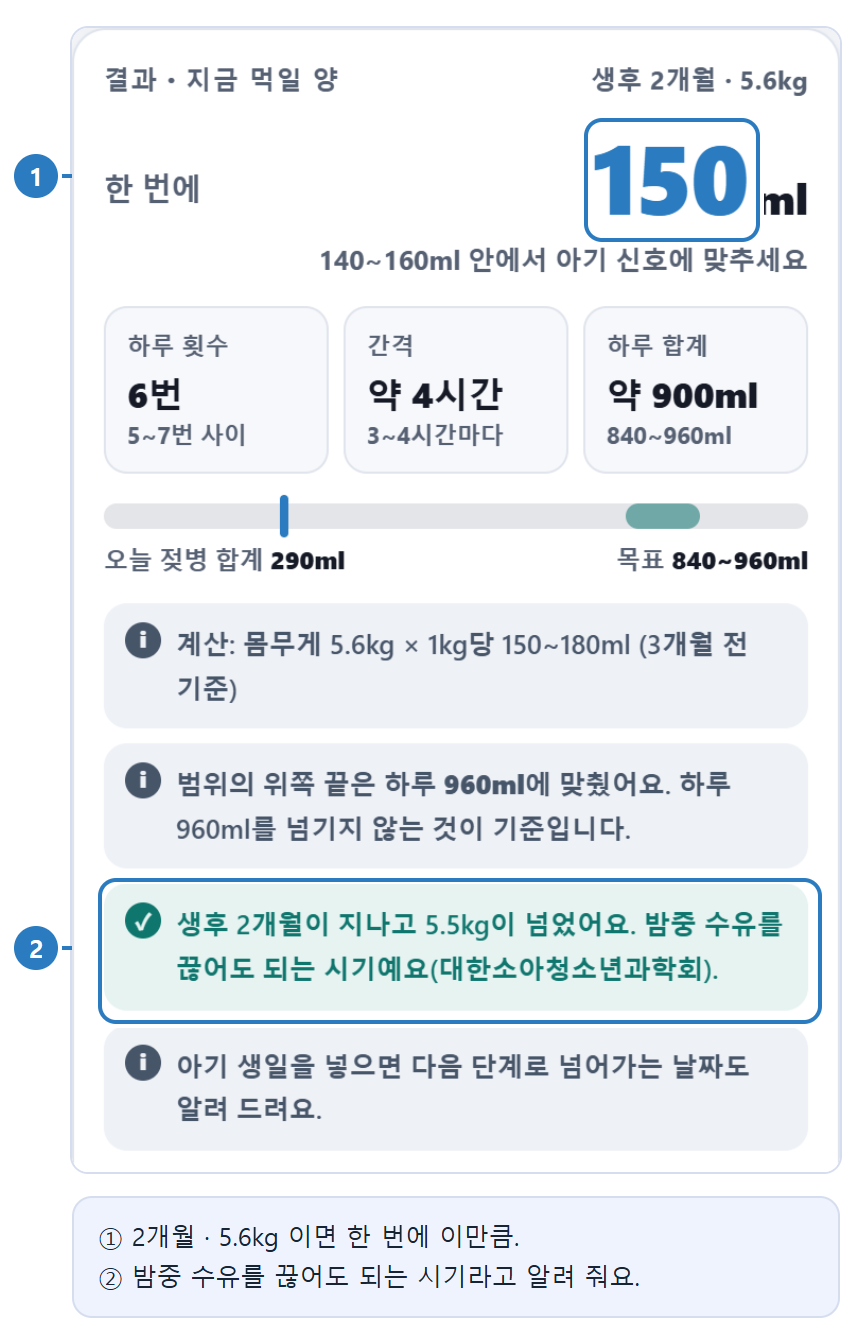 결과 · 지금 먹일 양
생후 2개월 · 5.6kg
1
한 번에
150 ml
140~160ml 안에서 아기 신호에 맞추세요
하루 횟수
6번
5~7번 사이
간격
약 4시간
3~4시간마다
하루 합계
약 900ml
840~960ml
오늘 젖병 합계 290ml
목표 840~960ml
계산: 몸무게 5.6kg × 1kg당 150~180ml (3개월 전
기준)
범위의 위쪽 끝은 하루 960ml에 맞췄어요. 하루
960ml를 넘기지 않는 것이 기준입니다.
2
생후 2개월이 지나고 5.5kg이 넘었어요. 밤중 수유를
끊어도 되는 시기예요(대한소아청소년과학회).
아기 생일을 넣으면 다음 단계로 넘어가는 날짜도
알려 드려요.
① 2개월 · 5.6kg 이면 한 번에 이만큼.
② 밤중 수유를 끊어도 되는 시기라고 알려 줘요.